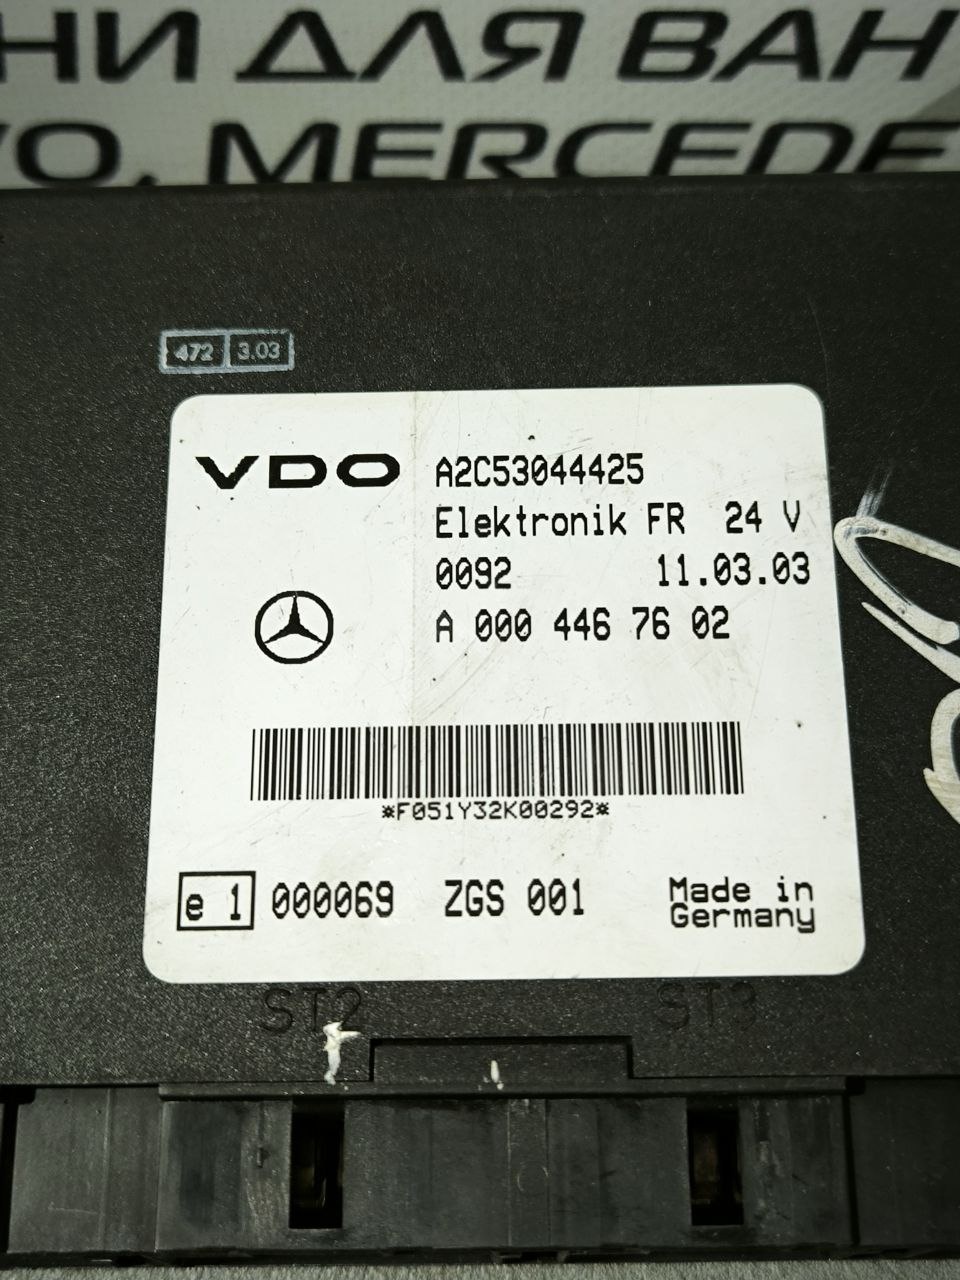 НИ ДЛЯ ВАН
VO, MERCEDE
472 3.03
VDO A2C53044425
Elektronik FR 24 V
0092 11.03.03
A 000 446 76 02
*F051Y32K00292*
e 1 000069 ZGS 001 Made in
Germany
ST2 ST3